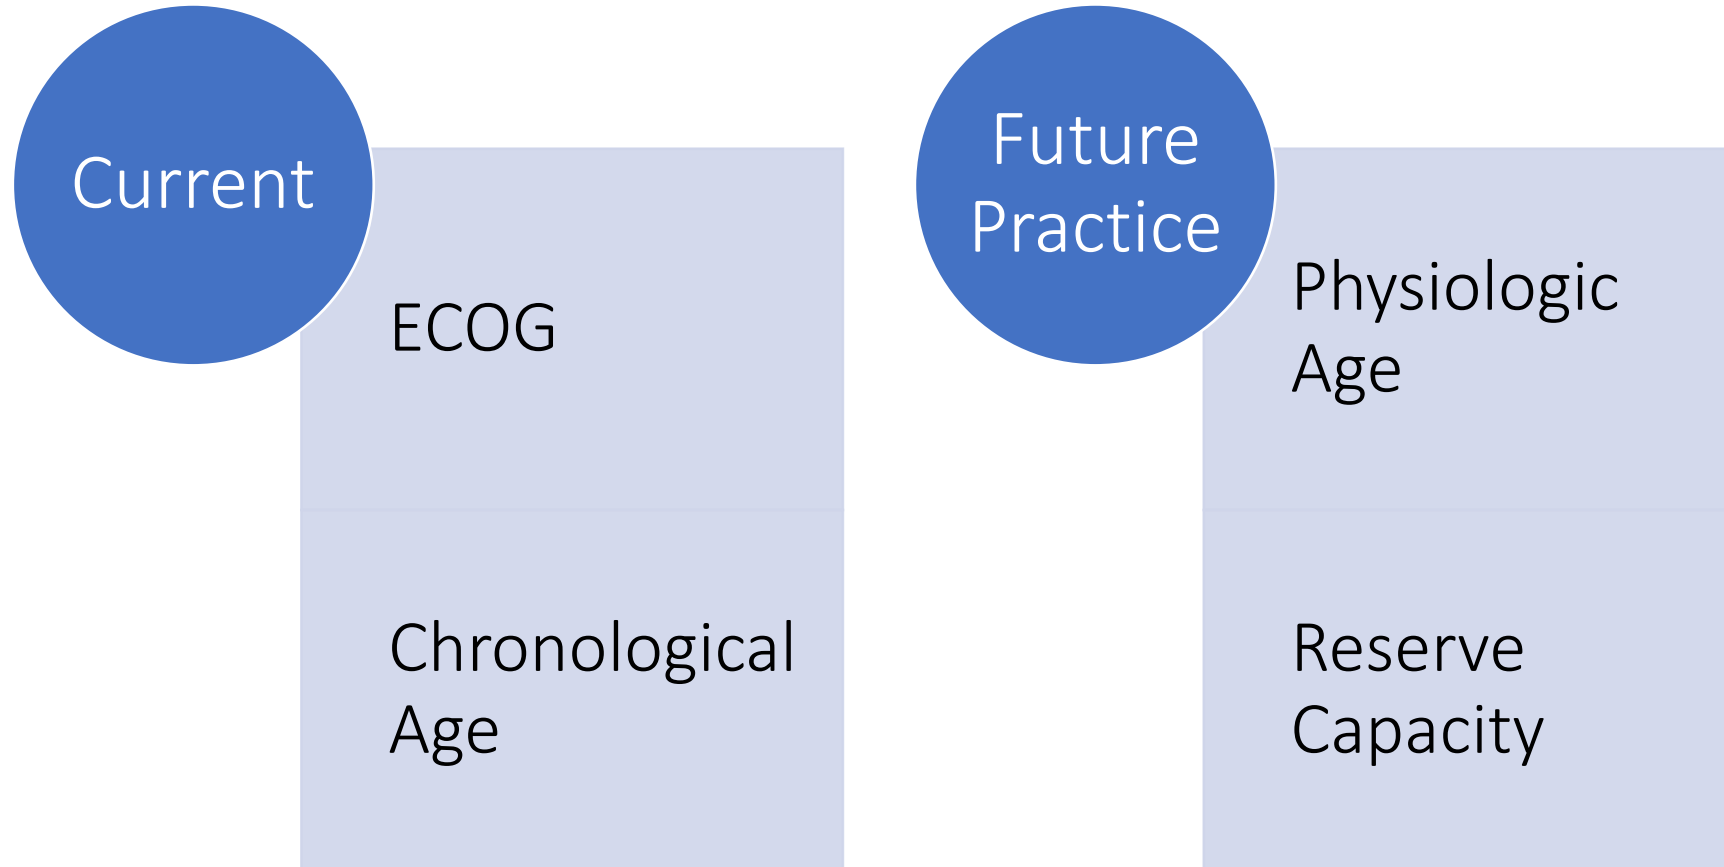 Current
ECOG
Chronological
Age
Future
Practice
Physiologic
Age
Reserve
Capacity